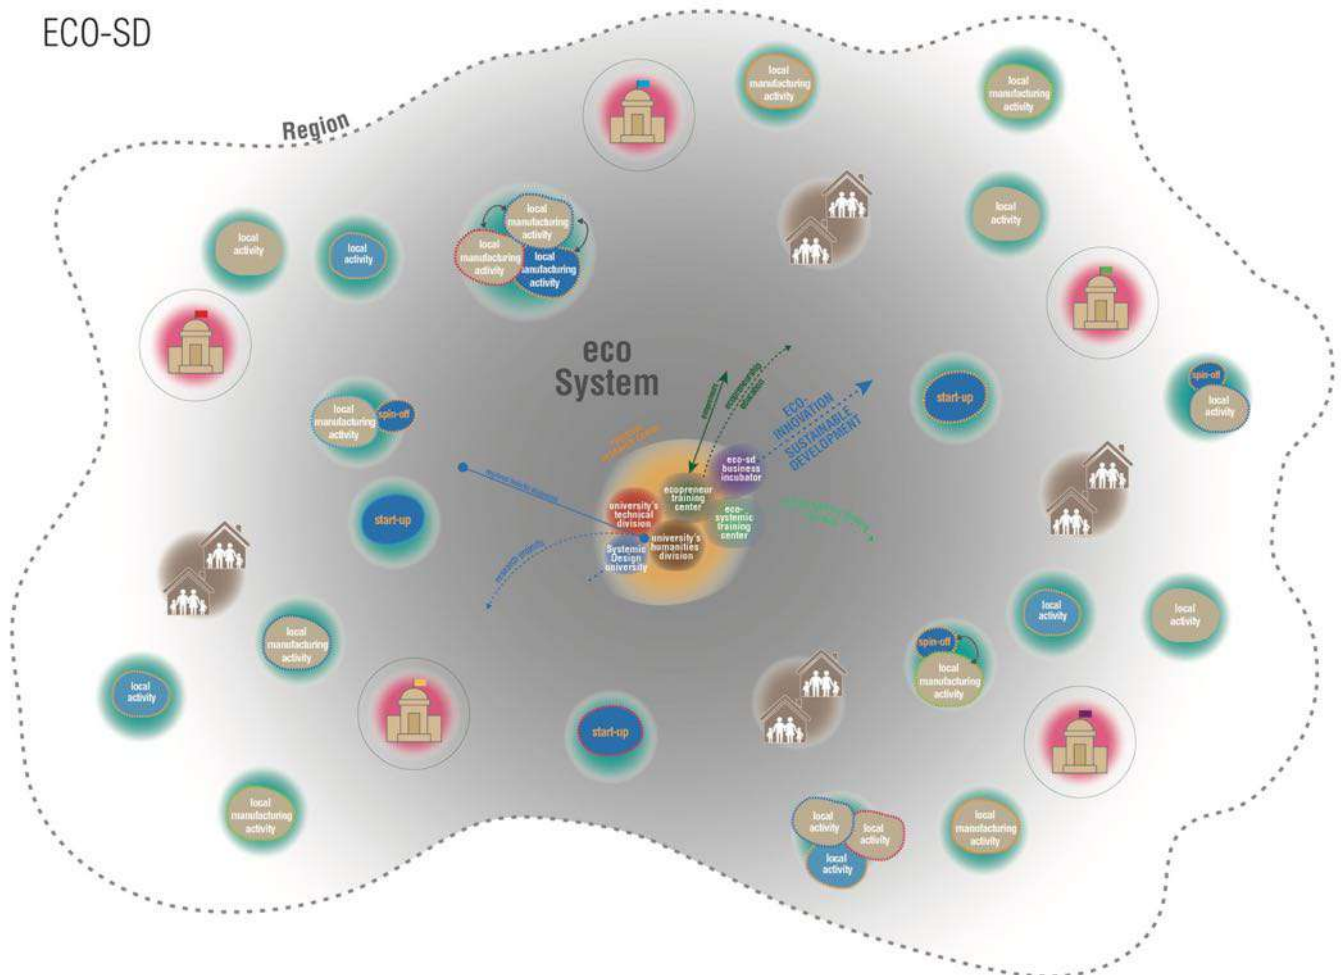 ECO-SD
Region
local
manufacturing
activity
local
manufacturing
activity
local
activity
local
activity
local
activity
local
manufacturing
activity
local
manufacturing
activity
local
manufacturing
activity
eco
System
start-up
spin-off
local
activity
local
manufacturing
activity
spin-off
ECO-
INNOVATION
SUSTAINABLE
DEVELOPMENT
eco-sd
business
incubator
ecopreneur
training
center
university's
technical
division
eco-
systemic
training
center
university's
humanities
division
Systemic
Design
university
start-up
local
activity
local
activity
local
manufacturing
activity
spin-off
local
manufacturing
activity
local
activity
start-up
local
manufacturing
activity
local
activity
local
activity
local
activity
local
manufacturing
activity